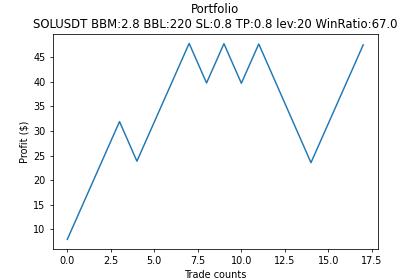 Portfolio
SOLUSDT BBM:2.8 BBL:220 SL:0.8 TP:0.8 lev:20 WinRatio:67.0
45
40
35
30
25
20
15
10
Profit ($)
0.0 2.5 5.0 7.5 10.0 12.5 15.0 17.5
Trade counts